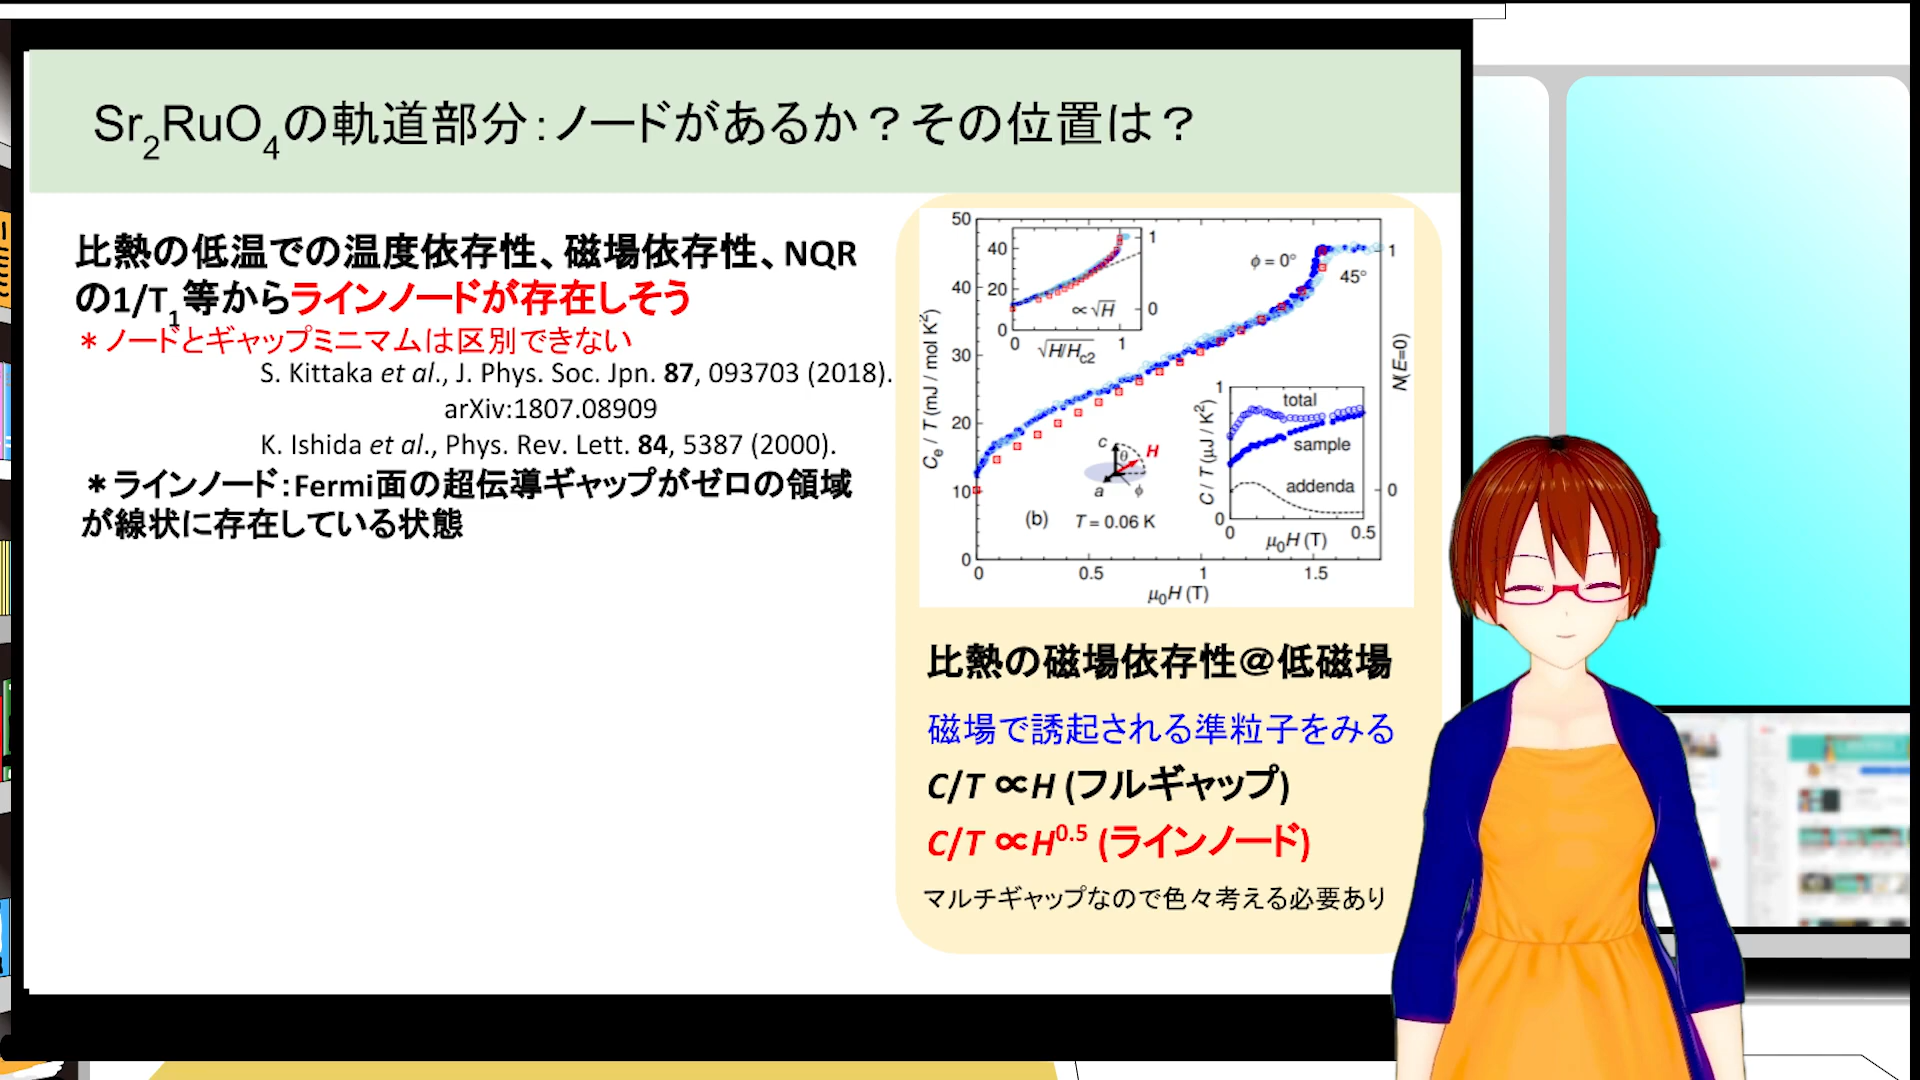 Sr2RuO4の軌道部分：ノードがあるか？その位置は？
比熱の低温での温度依存性、磁場依存性、NQR
の1/T1等からラインノードが存在しそう
＊ノードとギャップミニマムは区別できない
S. Kittaka et al., J. Phys. Soc. Jpn. 87, 093703 (2018).
arXiv:1807.08909
K. Ishida et al., Phys. Rev. Lett. 84, 5387 (2000).
＊ラインノード：Fermi面の超伝導ギャップがゼロの領域
が線状に存在している状態
50
40
30
20
10
0
Ce / T (mJ / mol K2)
0
0.5
1
1.5
μ0H (T)
1
0
N(E=0)
φ = 0°
45°
40
20
0
1
0
∝√H
0
1
√H/Hc2
c
θ
H
a
φ
(b)
T = 0.06 K
1
0
C / T (μJ / K2)
total
sample
addenda
0
0.5
μ0H (T)
比熱の磁場依存性＠低磁場
磁場で誘起される準粒子をみる
C/T ∝H (フルギャップ)
C/T ∝H0.5 (ラインノード)
マルチギャップなので色々考える必要あり